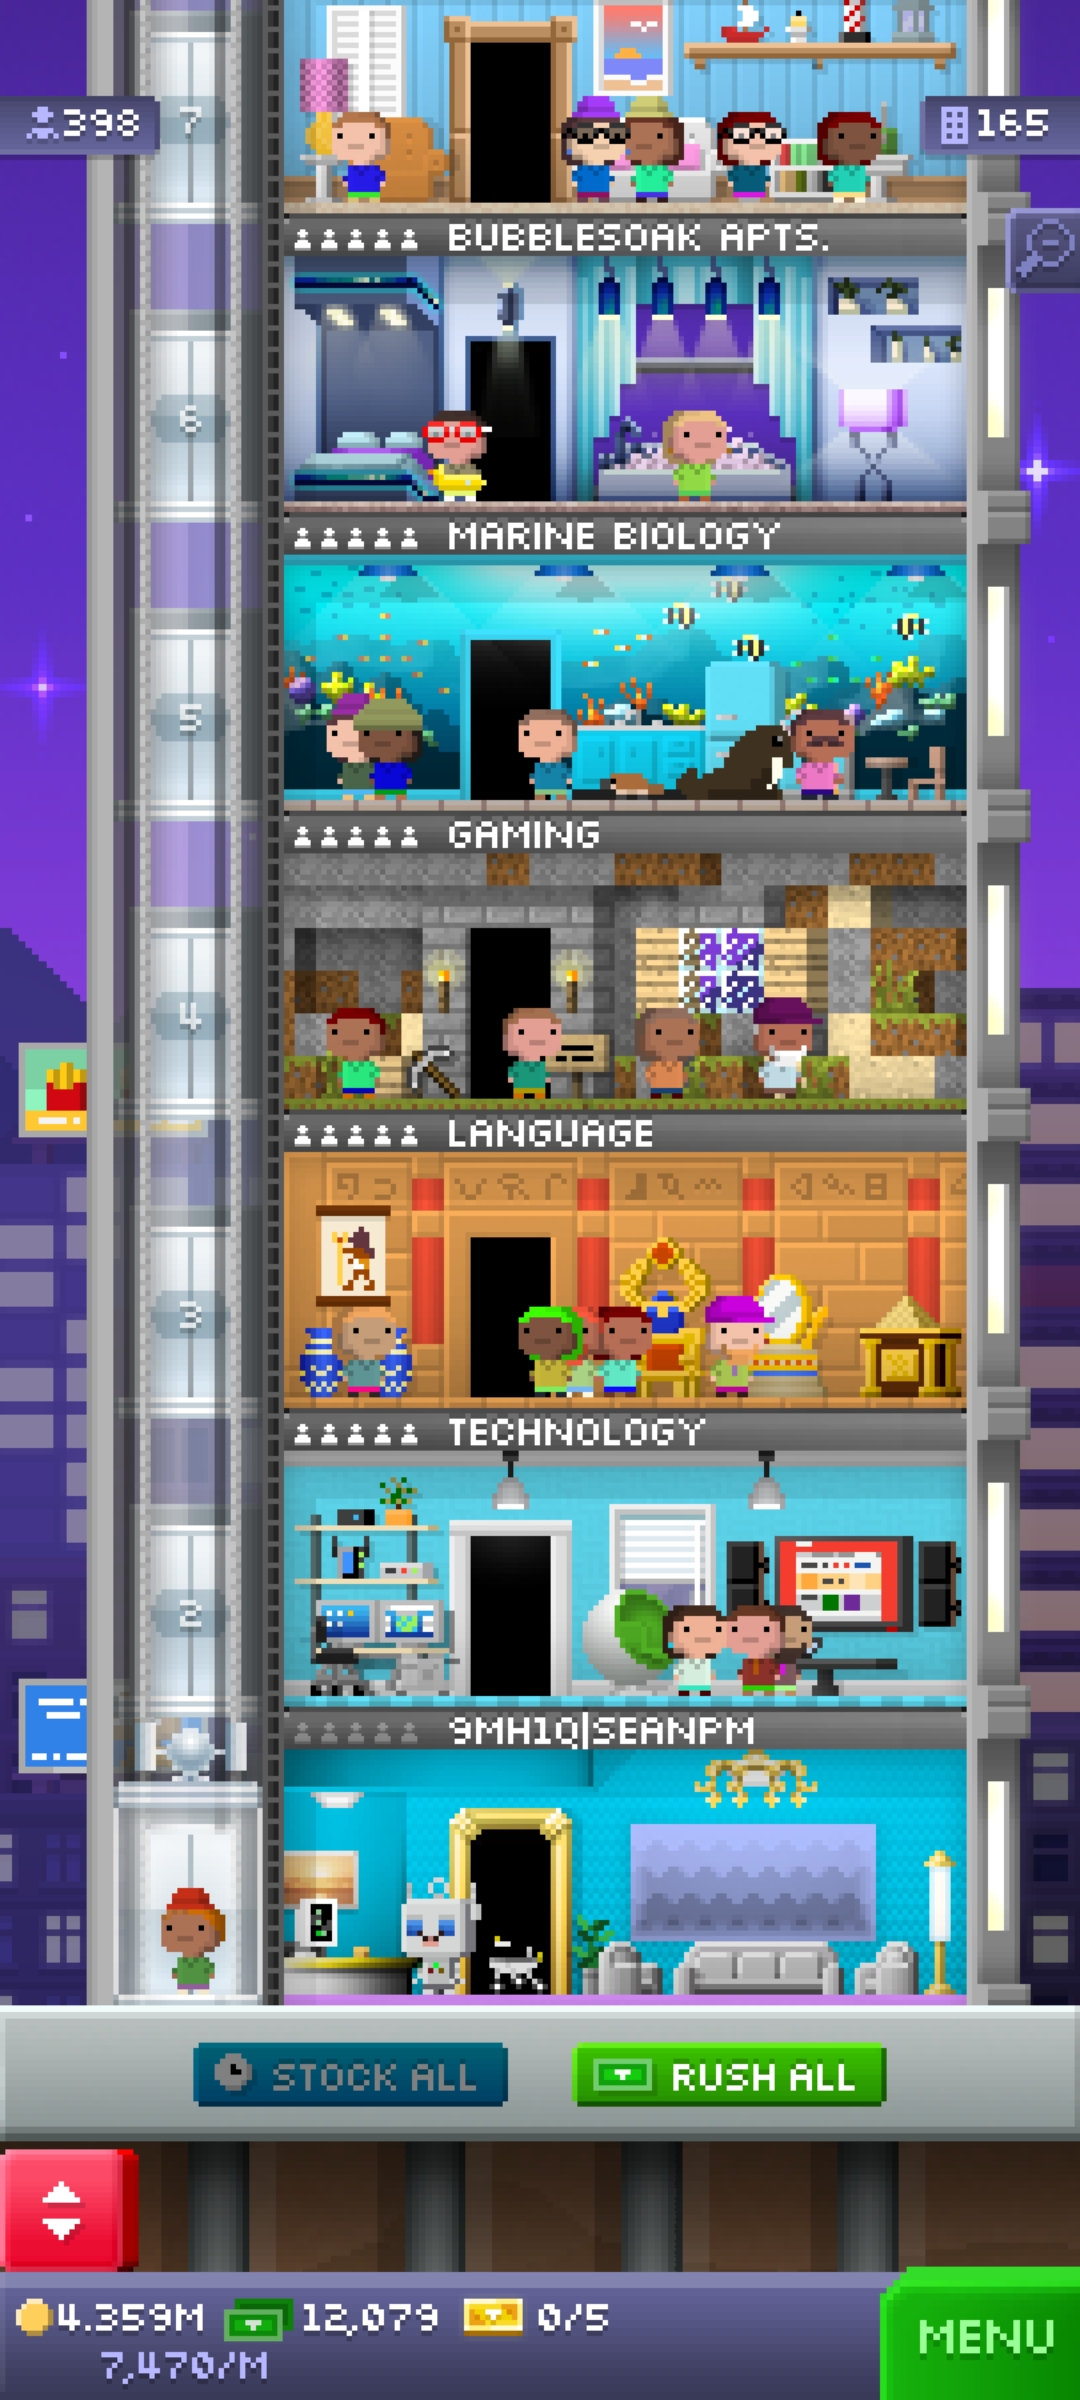 398
7
165
BUBBLESOAK APTS.
6
MARINE BIOLOGY
5
GAMING
4
LANGUAGE
3
TECHNOLOGY
2
9MH1Q|SEANPM
STOCK ALL
RUSH ALL
4.359M
12,079
0/5
7,470/M
MENU